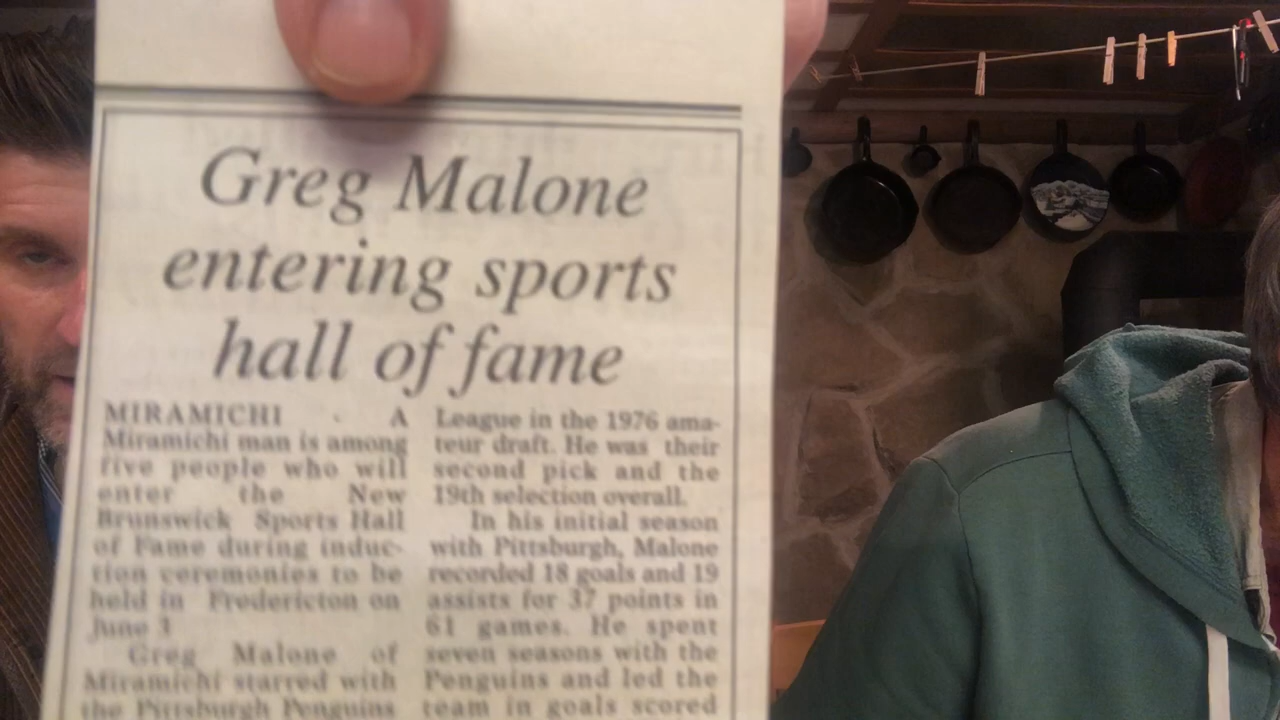 Greg Malone
entering sports
hall of fame
MIRAMICHI - A
Miramichi man is among
five people who will
enter the New
Brunswick Sports Hall
of Fame during induc-
tion ceremonies to be
held in Fredericton on
June 3
Greg Malone of
Miramichi starred with
the Pittsburgh Penguins
League in the 1976 ama-
teur draft. He was their
second pick and the
19th selection overall.
In his initial season
with Pittsburgh, Malone
recorded 18 goals and 19
assists for 37 points in
61 games. He spent
seven seasons with the
Penguins and led the
team in goals scored